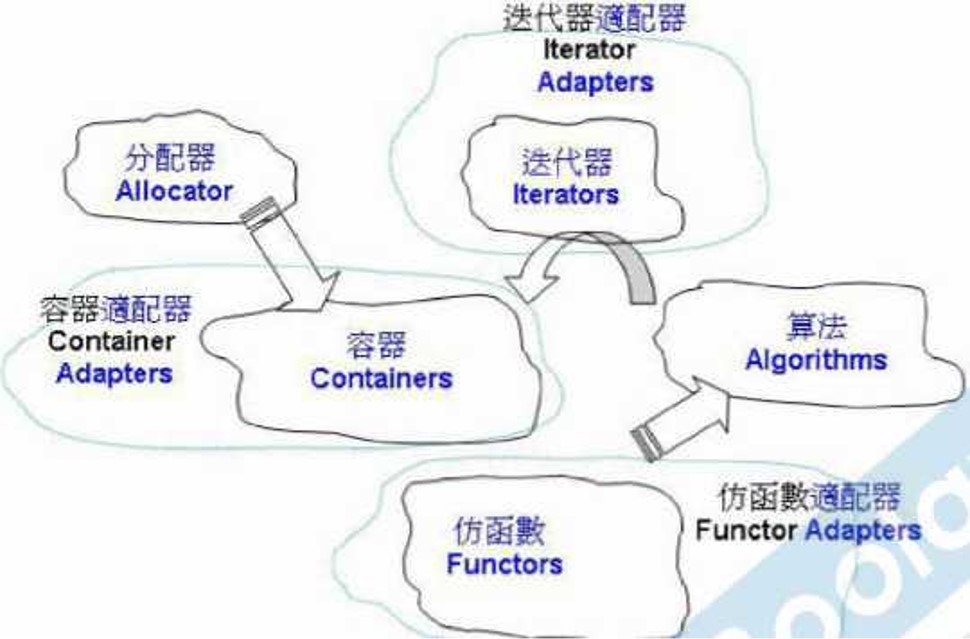 迭代器適配器
Iterator
Adapters
分配器
Allocator
迭代器
Iterators
容器適配器
Container
Adapters
容器
Containers
算法
Algorithms
仿函數
Functors
仿函數適配器
Functor Adapters